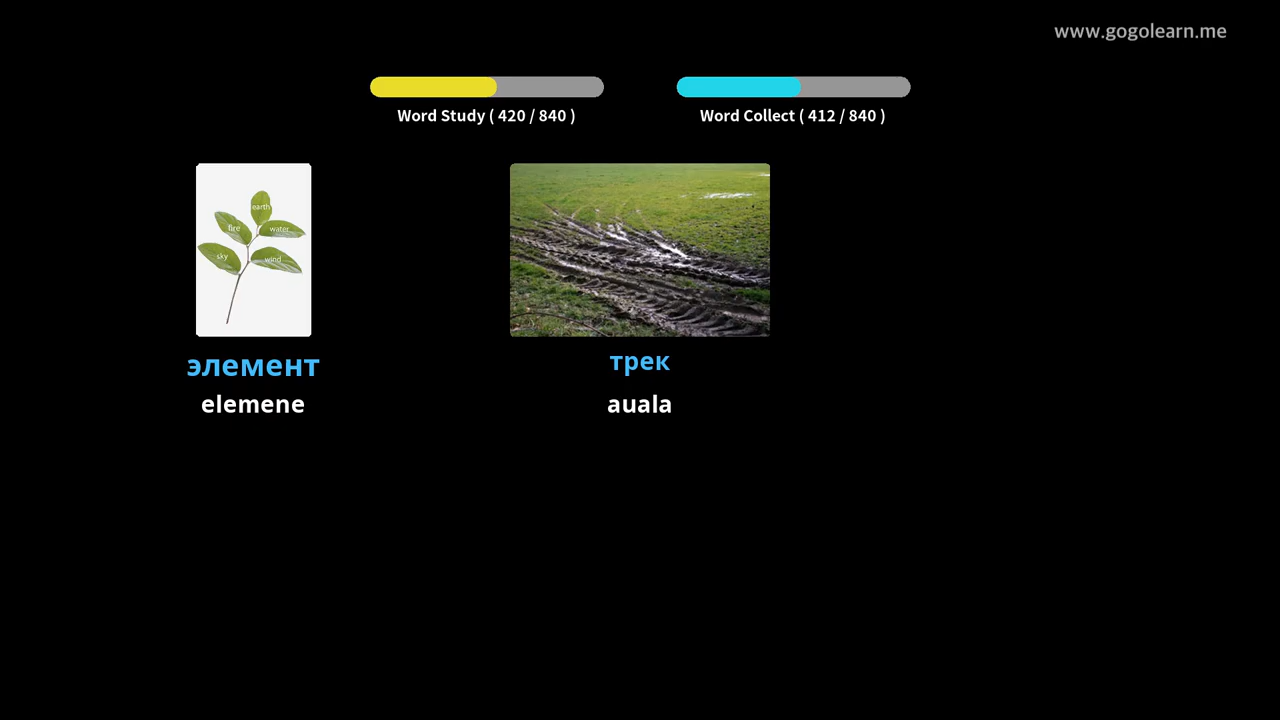 www.gogolearn.me
Word Study ( 420 / 840 )
Word Collect ( 412 / 840 )
earth
fire
water
sky
wind
элемент
elemene
трек
auala